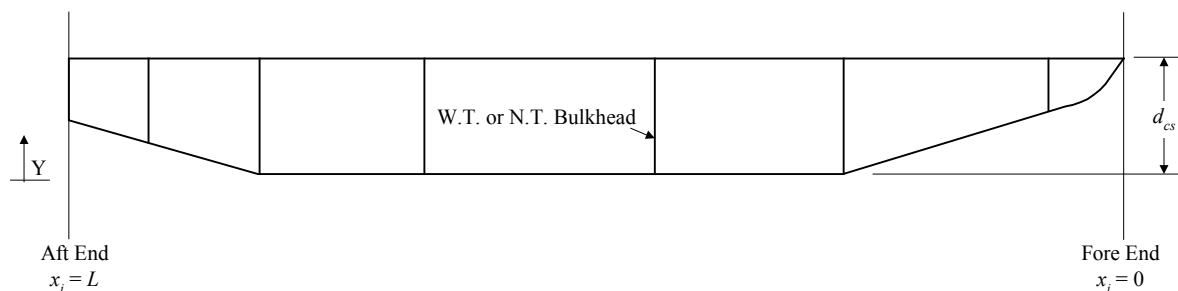 W.T. or N.T. Bulkhead
d_cs
Y
Aft End
x_i = L
Fore End
x_i = 0